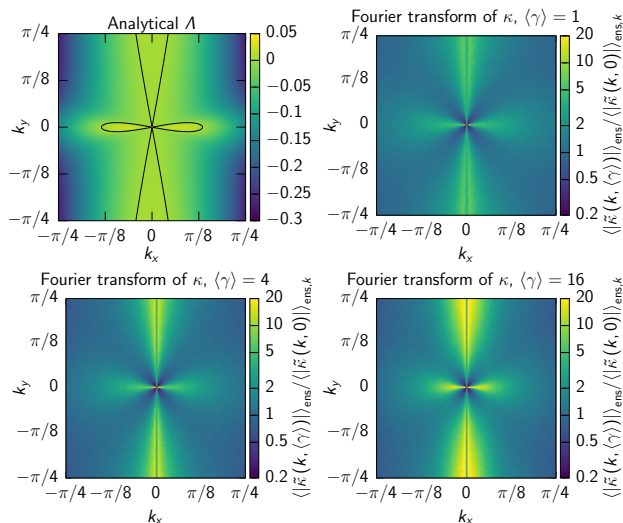 Analytical Λ
π/4
π/8
0
−π/8
−π/4
k_y
−π/4 −π/8 0 π/8 π/4
k_x
0.05
0
−0.05
−0.1
−0.15
−0.2
−0.25
−0.3
Fourier transform of κ, ⟨γ⟩ = 1
π/4
π/8
0
−π/8
−π/4
k_y
−π/4 −π/8 0 π/8 π/4
k_x
20
10
5
2
1
0.5
0.2
⟨|κ̃(k, ⟨γ⟩)|⟩_ens/⟨|κ̃(k, 0)|⟩_ens,k
Fourier transform of κ, ⟨γ⟩ = 4
π/4
π/8
0
−π/8
−π/4
k_y
−π/4 −π/8 0 π/8 π/4
k_x
20
10
5
2
1
0.5
0.2
⟨|κ̃(k, ⟨γ⟩)|⟩_ens/⟨|κ̃(k, 0)|⟩_ens,k
Fourier transform of κ, ⟨γ⟩ = 16
π/4
π/8
0
−π/8
−π/4
k_y
−π/4 −π/8 0 π/8 π/4
k_x
20
10
5
2
1
0.5
0.2
⟨|κ̃(k, ⟨γ⟩)|⟩_ens/⟨|κ̃(k, 0)|⟩_ens,k